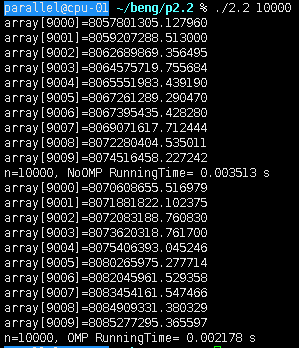 parallel@cpu-01 ~/beng/p2.2 % ./2.2 10000
array[9000]=8057801305.127960
array[9001]=8059207288.513000
array[9002]=8062689869.356495
array[9003]=8064575719.755684
array[9004]=8065551983.439190
array[9005]=8067261289.290470
array[9006]=8067395435.428280
array[9007]=8069071617.712444
array[9008]=8072280404.535011
array[9009]=8074516458.227242
n=10000, NoOMP RunningTime= 0.003513 s
array[9000]=8070608655.516979
array[9001]=8071881822.102375
array[9002]=8072083188.760830
array[9003]=8073620318.761700
array[9004]=8075406393.045246
array[9005]=8080265975.277714
array[9006]=8082045961.529358
array[9007]=8083454161.547466
array[9008]=8084909331.380329
array[9009]=8085277295.365597
n=10000, OMP RunningTime= 0.002178 s